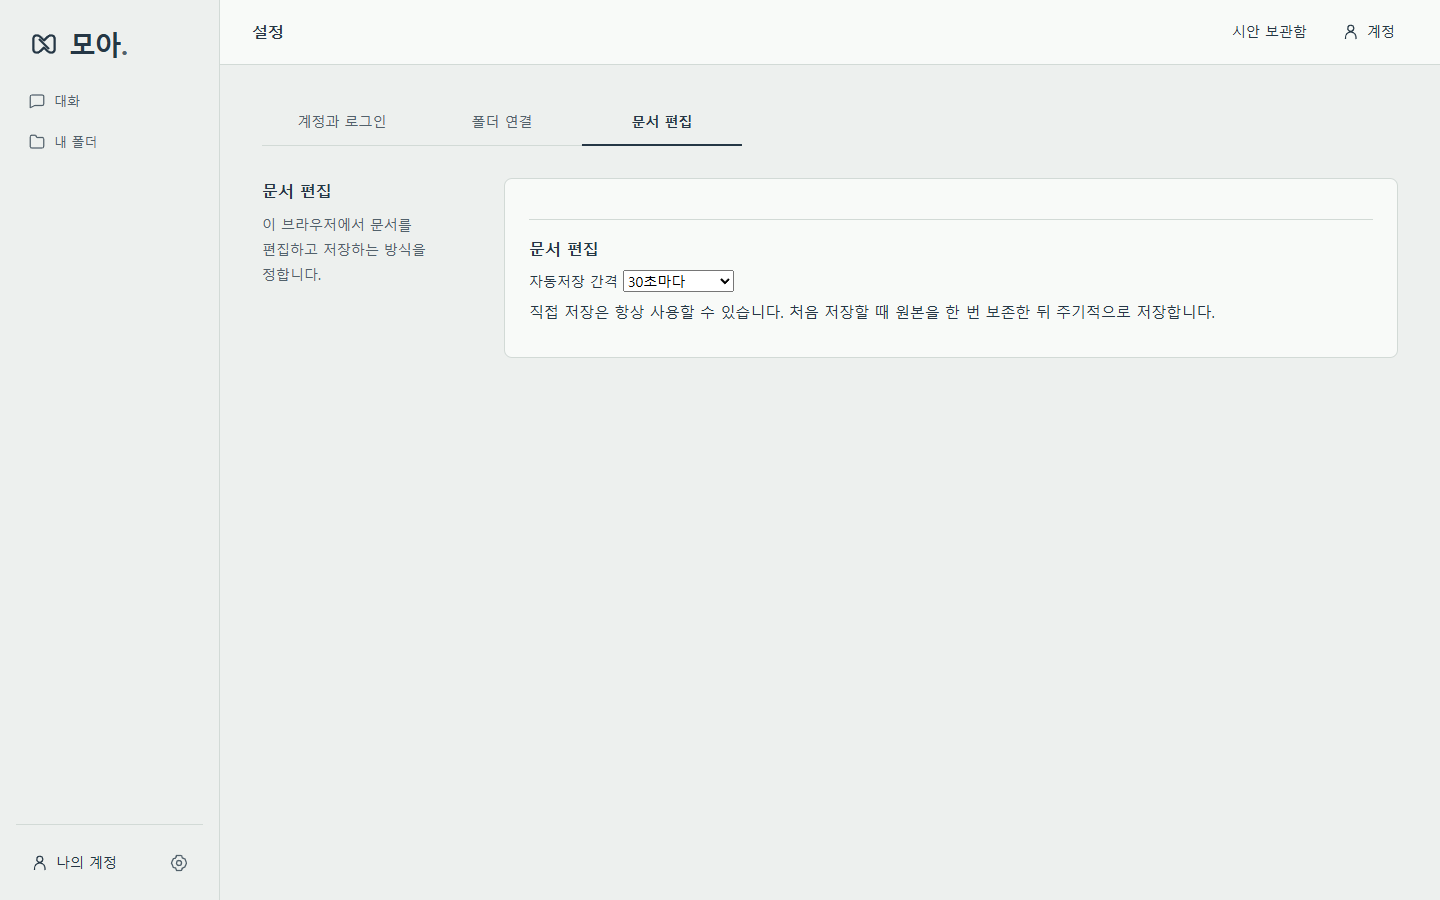 모아.
대화
내 폴더
나의 계정
설정
시안 보관함
계정
계정과 로그인
폴더 연결
문서 편집
문서 편집
이 브라우저에서 문서를
편집하고 저장하는 방식을
정합니다.
문서 편집
자동저장 간격 30초마다
직접 저장은 항상 사용할 수 있습니다. 처음 저장할 때 원본을 한 번 보존한 뒤 주기적으로 저장합니다.